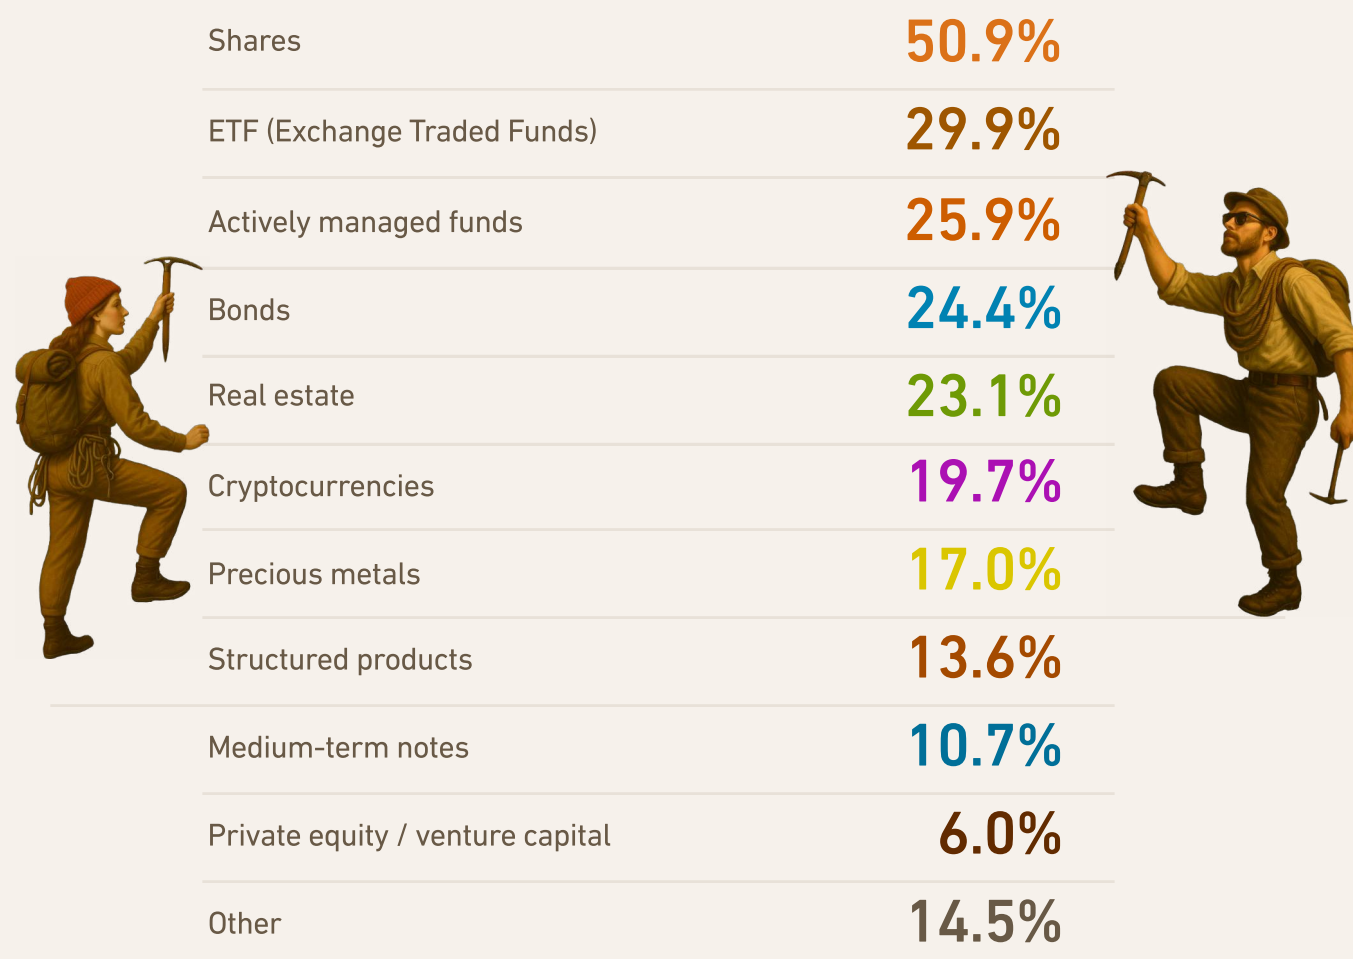 Shares 50.9%
ETF (Exchange Traded Funds) 29.9%
Actively managed funds 25.9%
Bonds 24.4%
Real estate 23.1%
Cryptocurrencies 19.7%
Precious metals 17.0%
Structured products 13.6%
Medium-term notes 10.7%
Private equity / venture capital 6.0%
Other 14.5%